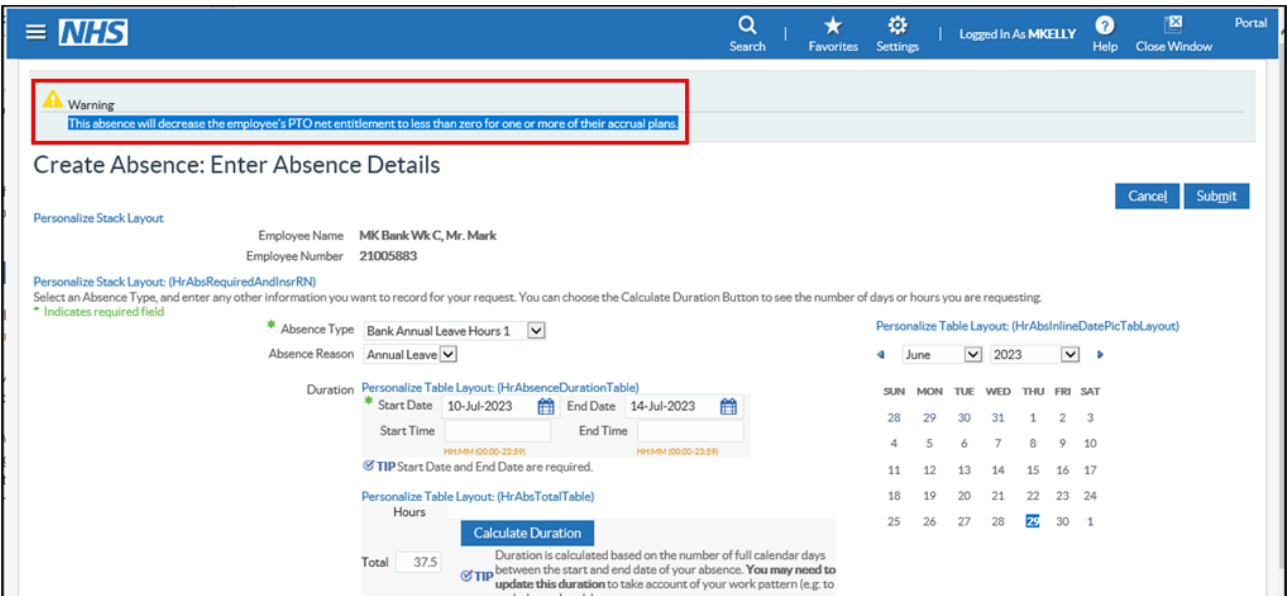 NHS
Search
Favorites
Settings
Logged In As MKELLY
Help
Close Window
Portal
Warning
This absence will decrease the employee's PTO net entitlement to less than zero for one or more of their accrual plans.
Create Absence: Enter Absence Details
Cancel Submit
Personalize Stack Layout
Employee Name MK Bank Wk C, Mr. Mark
Employee Number 21005883
Personalize Stack Layout: (HrAbsRequiredAndInsrRN)
Select an Absence Type, and enter any other information you want to record for your request. You can choose the Calculate Duration Button to see the number of days or hours you are requesting.
* Indicates required field
* Absence Type Bank Annual Leave Hours 1
Absence Reason Annual Leave
Duration Personalize Table Layout: (HrAbsenceDurationTable)
* Start Date 10-Jul-2023 End Date 14-Jul-2023
Start Time End Time
HH:MM (00:00-23:59) HH:MM (00:00-23:59)
TIP Start Date and End Date are required.
Personalize Table Layout: (HrAbsTotalTable)
Hours
Calculate Duration
Total 37.5
TIP Duration is calculated based on the number of full calendar days
between the start and end date of your absence. You may need to
update this duration to take account of your work pattern (e.g. to
Personalize Table Layout: (HrAbsInlineDatePicTabLayout)
June 2023
SUN MON TUE WED THU FRI SAT
28 29 30 31 1 2 3
4 5 6 7 8 9 10
11 12 13 14 15 16 17
18 19 20 21 22 23 24
25 26 27 28 29 30 1